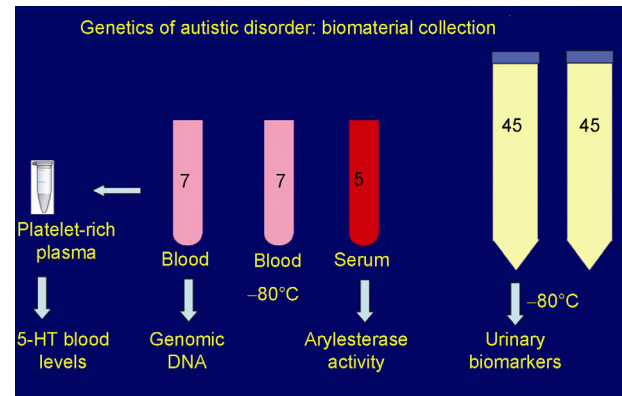 Genetics of autistic disorder: biomaterial collection
45
45
7
7
5
Platelet-rich
plasma
Blood
Blood
Serum
–80°C
–80°C
5-HT blood
levels
Genomic
DNA
Arylesterase
activity
Urinary
biomarkers